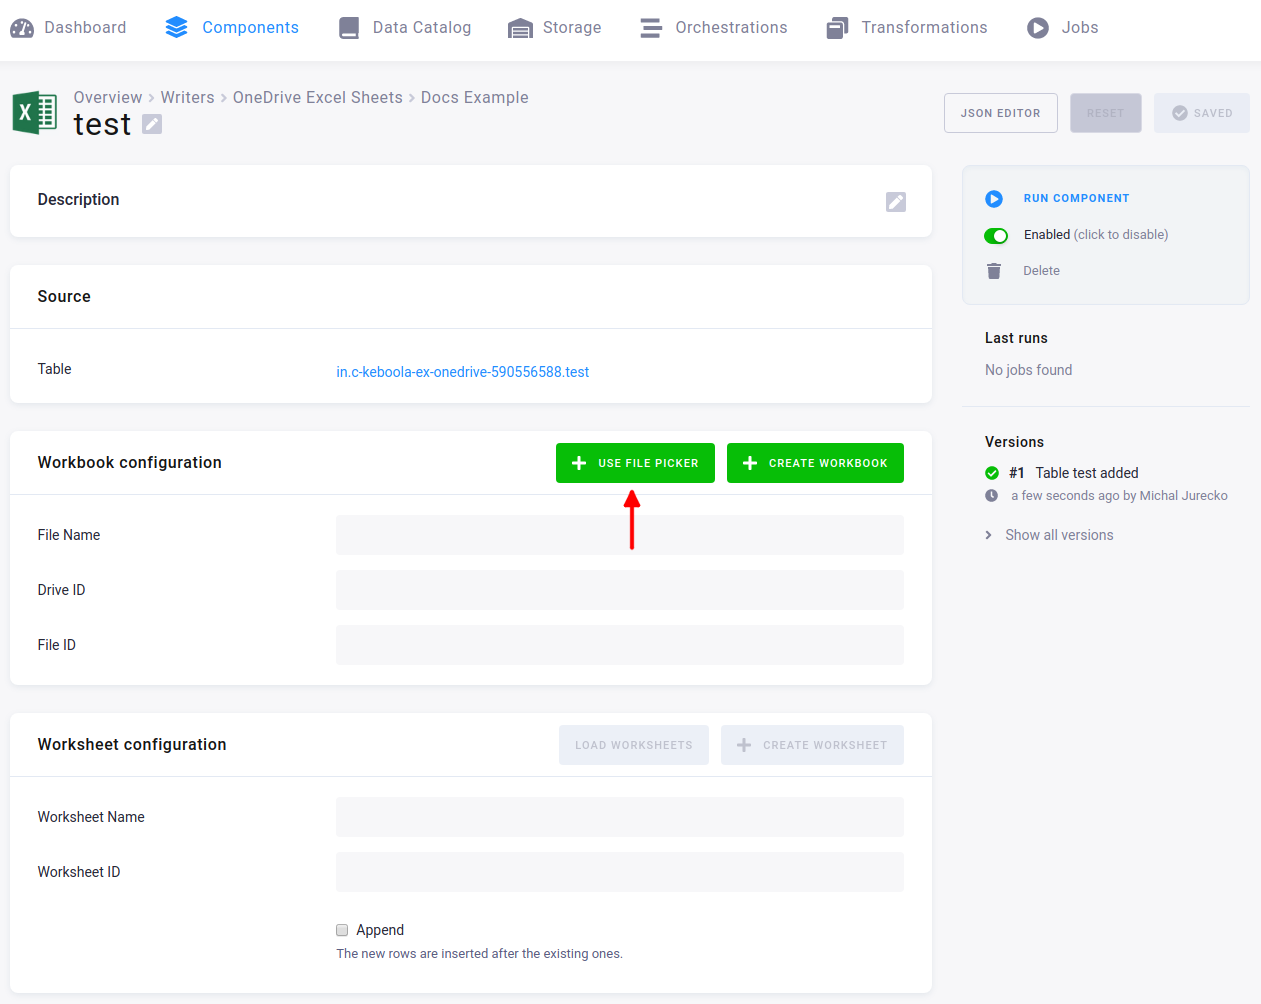 Dashboard Components Data Catalog Storage Orchestrations Transformations Jobs
Overview > Writers > OneDrive Excel Sheets > Docs Example
X test
JSON EDITOR RESET SAVED
Description
RUN COMPONENT
Enabled (click to disable)
Delete
Source
Table in.c-keboola-ex-onedrive-590556588.test
Last runs
No jobs found
Workbook configuration USE FILE PICKER CREATE WORKBOOK
File Name
Drive ID
File ID
Versions
#1 Table test added
a few seconds ago by Michal Jurecko
Show all versions
Worksheet configuration LOAD WORKSHEETS CREATE WORKSHEET
Worksheet Name
Worksheet ID
Append
The new rows are inserted after the existing ones.